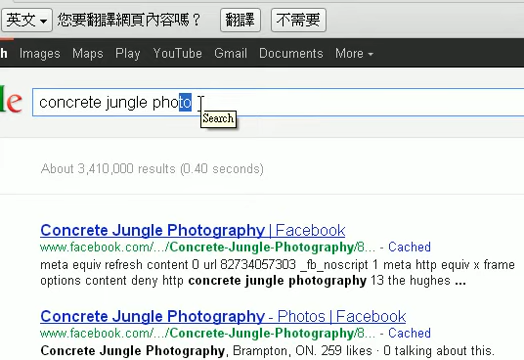 英文 您要翻譯網頁內容嗎? 翻譯 不需要
h Images Maps Play YouTube Gmail Documents More
le concrete jungle photo
Search
About 3,410,000 results (0.40 seconds)
Concrete Jungle Photography | Facebook
www.facebook.com/.../Concrete-Jungle-Photography/8... - Cached
meta equiv refresh content 0 url 82734057303 _fb_noscript 1 meta http equiv x frame
options content deny http concrete jungle photography 13 the hughes ...
Concrete Jungle Photography - Photos | Facebook
www.facebook.com/.../Concrete-Jungle-Photography/8... - Cached
Concrete Jungle Photography, Brampton, ON. 259 likes · 0 talking about this.